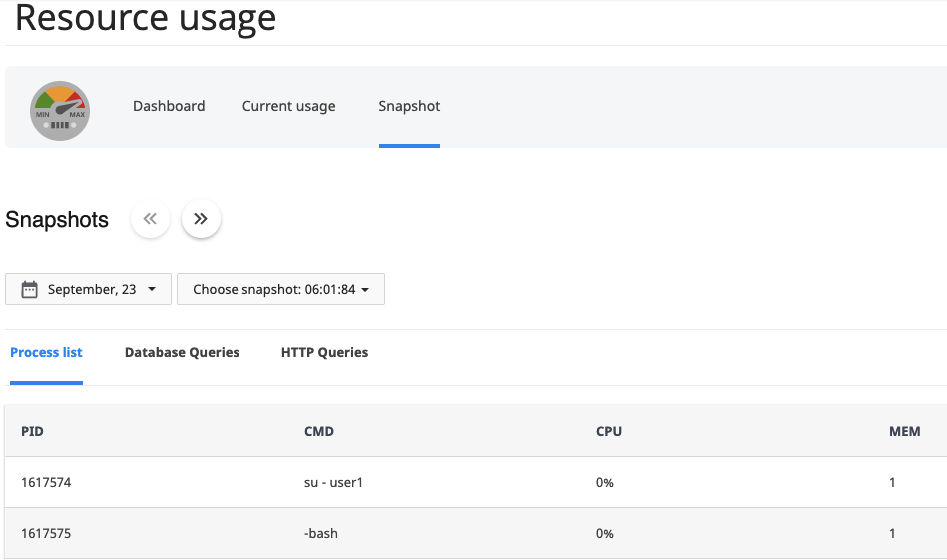 Resource usage
MIN MAX
Dashboard Current usage Snapshot
Snapshots
September, 23 Choose snapshot: 06:01:84
Process list Database Queries HTTP Queries
PID CMD CPU MEM
1617574 su - user1 0% 1
1617575 -bash 0% 1